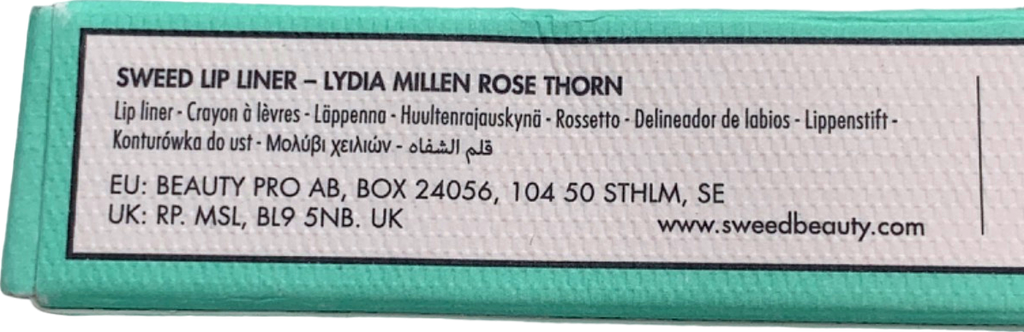 SWEED LIP LINER – LYDIA MILLEN ROSE THORN
Lip liner - Crayon à lèvres - Läppenna - Huultenrajauskynä - Rossetto - Delineador de labios - Lippenstift -
Konturówka do ust - Μολύβι χειλιών - قلم الشفاه
EU: BEAUTY PRO AB, BOX 24056, 104 50 STHLM, SE
UK: RP. MSL, BL9 5NB. UK
www.sweedbeauty.com